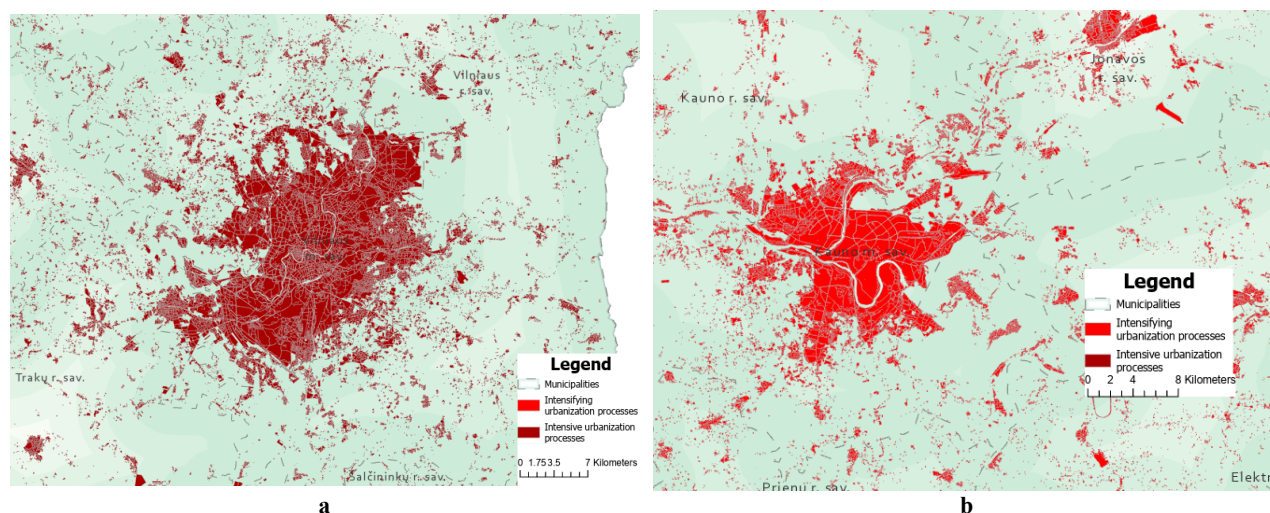 Vilniaus
r. sav.
Trakų r. sav.
Šalčininkų r. sav.
Legend
Municipalities
Intensifying
urbanization processes
Intensive urbanization
processes
0 1.75 3.5 7 Kilometers
a
Jonavos
r. sav.
Kauno r. sav.
Legend
Municipalities
Intensifying
urbanization processes
Intensive urbanization
processes
0 2 4 8 Kilometers
Prienų r. sav.
Elektr
b